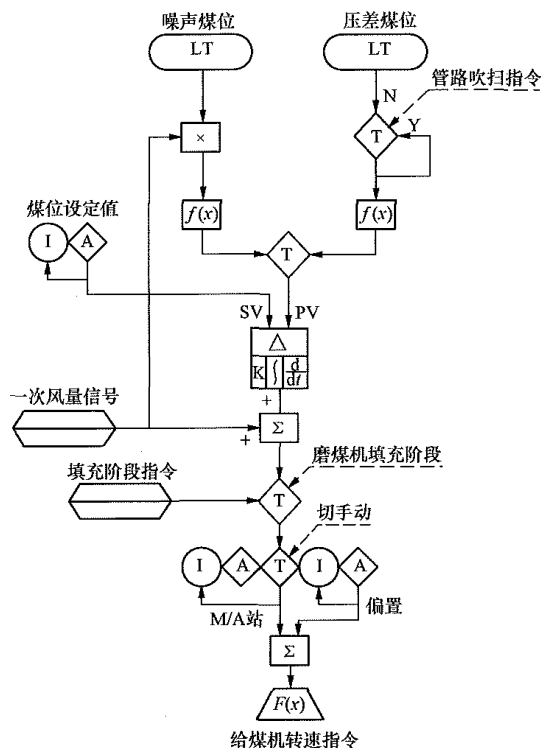 噪声煤位 压差煤位
LT LT
N
管路吹扫指令
T Y
×
f(x) f(x)
煤位设定值
I A
T
SV PV
△
K ∫ d/dt
+
一次风量信号
Σ
+
磨煤机填充阶段
填充阶段指令
T
切手动
I A T I A
M/A站 偏置
Σ
F(x)
给煤机转速指令